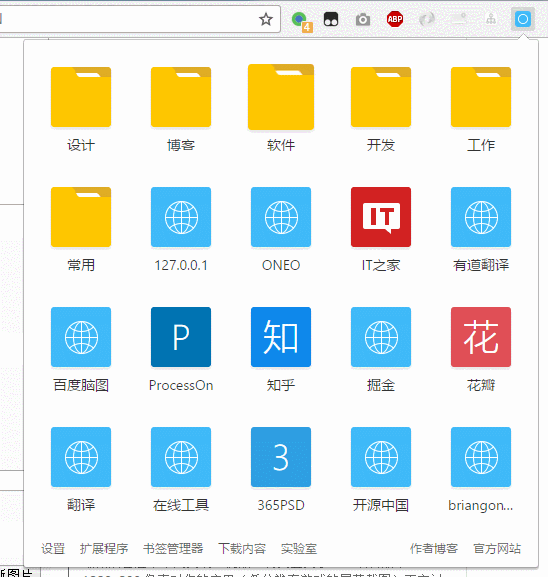 4
ABP
设计 博客 软件 开发 工作
IT
常用 127.0.0.1 ONEO IT之家 有道翻译
P 知 花
百度脑图 ProcessOn 知乎 掘金 花瓣
3
翻译 在线工具 365PSD 开源中国 briangon...
设置 扩展程序 书签管理器 下载内容 实验室 作者博客 官方网站
新图片